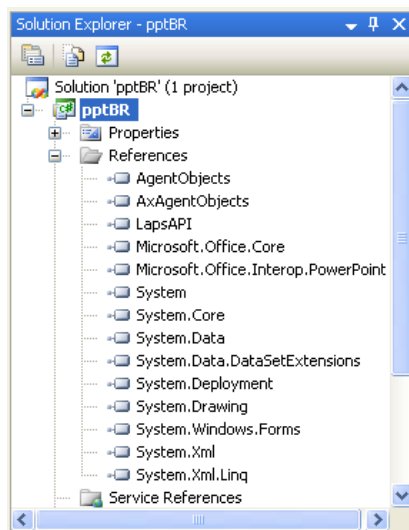 Solution Explorer - pptBR
Solution 'pptBR' (1 project)
pptBR
Properties
References
AgentObjects
AxAgentObjects
LapsAPI
Microsoft.Office.Core
Microsoft.Office.Interop.PowerPoint
System
System.Core
System.Data
System.Data.DataSetExtensions
System.Deployment
System.Drawing
System.Windows.Forms
System.Xml
System.Xml.Linq
Service References